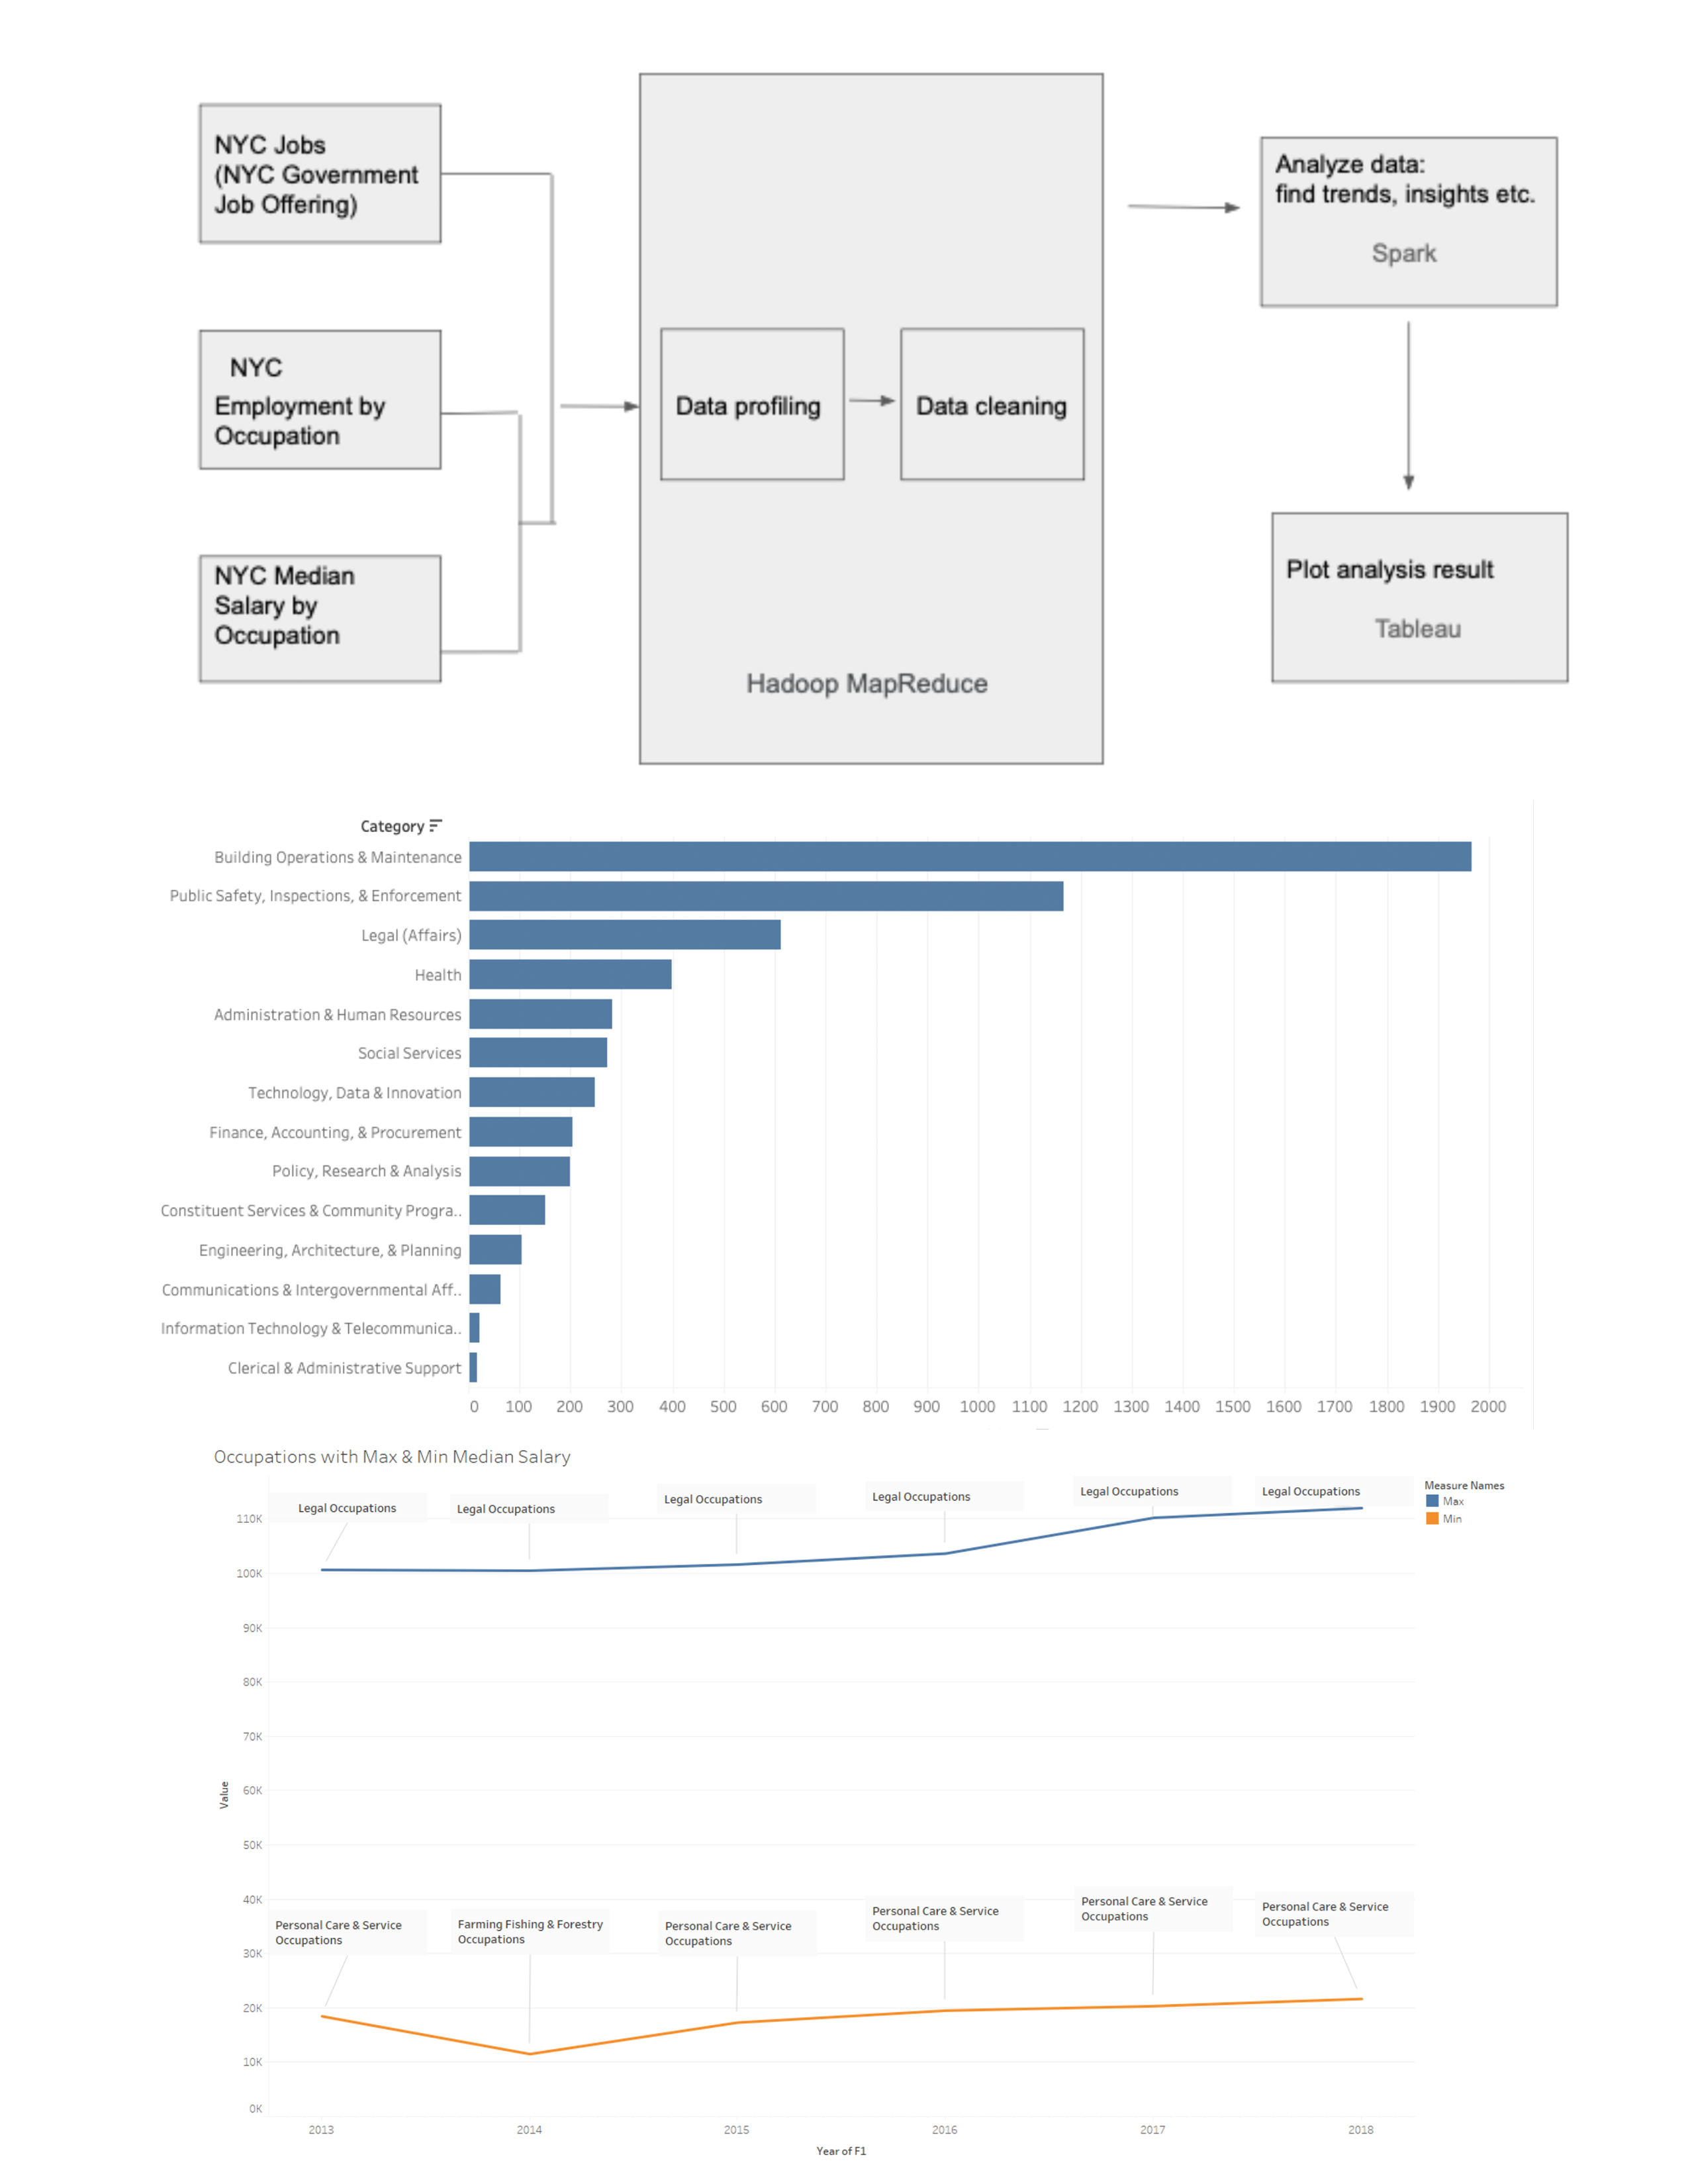 NYC Jobs
(NYC Government
Job Offering)
NYC
Employment by
Occupation
NYC Median
Salary by
Occupation
Data profiling
Data cleaning
Hadoop MapReduce
Analyze data:
find trends, insights etc.
Spark
Plot analysis result
Tableau
Category
Building Operations & Maintenance
Public Safety, Inspections, & Enforcement
Legal (Affairs)
Health
Administration & Human Resources
Social Services
Technology, Data & Innovation
Finance, Accounting, & Procurement
Policy, Research & Analysis
Constituent Services & Community Progra..
Engineering, Architecture, & Planning
Communications & Intergovernmental Aff..
Information Technology & Telecommunica..
Clerical & Administrative Support
0 100 200 300 400 500 600 700 800 900 1000 1100 1200 1300 1400 1500 1600 1700 1800 1900 2000
Occupations with Max & Min Median Salary
Measure Names
Max
Min
Legal Occupations
Legal Occupations
Legal Occupations
Legal Occupations
Legal Occupations
Legal Occupations
110K
100K
90K
80K
70K
60K
50K
40K
30K
20K
10K
0K
Value
Personal Care & Service
Occupations
Farming Fishing & Forestry
Occupations
Personal Care & Service
Occupations
Personal Care & Service
Occupations
Personal Care & Service
Occupations
Personal Care & Service
Occupations
2013 2014 2015 2016 2017 2018
Year of F1